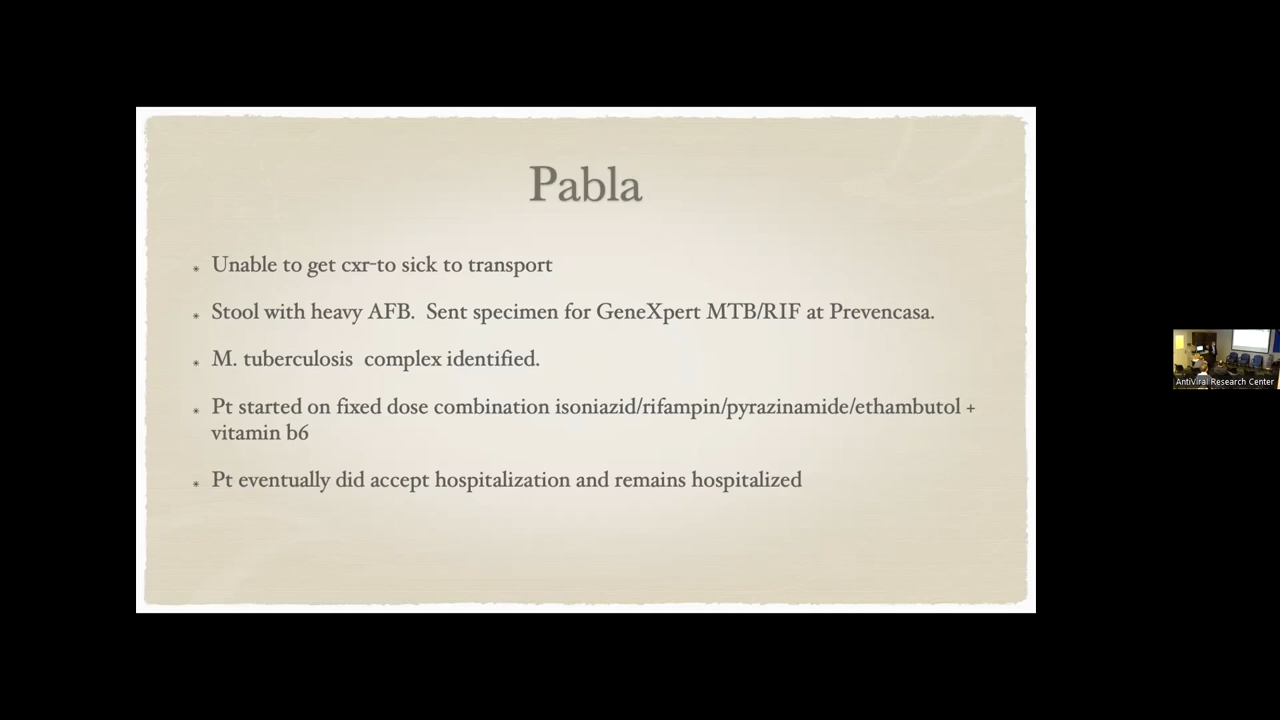 Pabla
* Unable to get cxr-to sick to transport
* Stool with heavy AFB.  Sent specimen for GeneXpert MTB/RIF at Prevencasa.
* M. tuberculosis  complex identified.
* Pt started on fixed dose combination isoniazid/rifampin/pyrazinamide/ethambutol +
vitamin b6
* Pt eventually did accept hospitalization and remains hospitalized
AntiViral Research Center